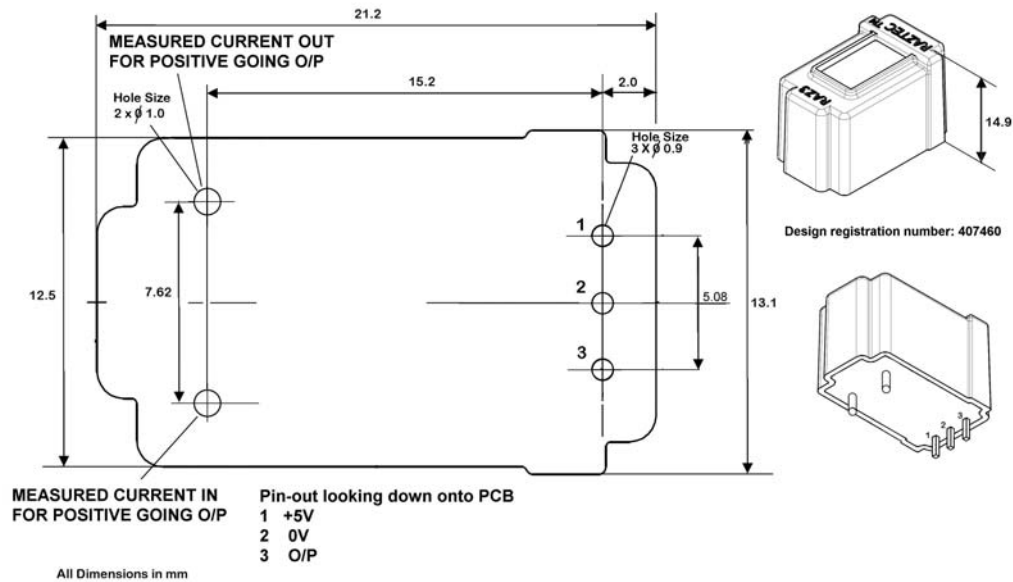 21.2
MEASURED CURRENT OUT
FOR POSITIVE GOING O/P
15.2
2.0
Hole Size
2 x Ø 1.0
Hole Size
3 X Ø 0.9
1
2
3
12.5
7.62
5.08
13.1
MEASURED CURRENT IN
FOR POSITIVE GOING O/P
Pin-out looking down onto PCB
1 +5V
2 0V
3 O/P
All Dimensions in mm
RAZTEC TM
RAZ3
14.9
Design registration number: 407460
1
2
3